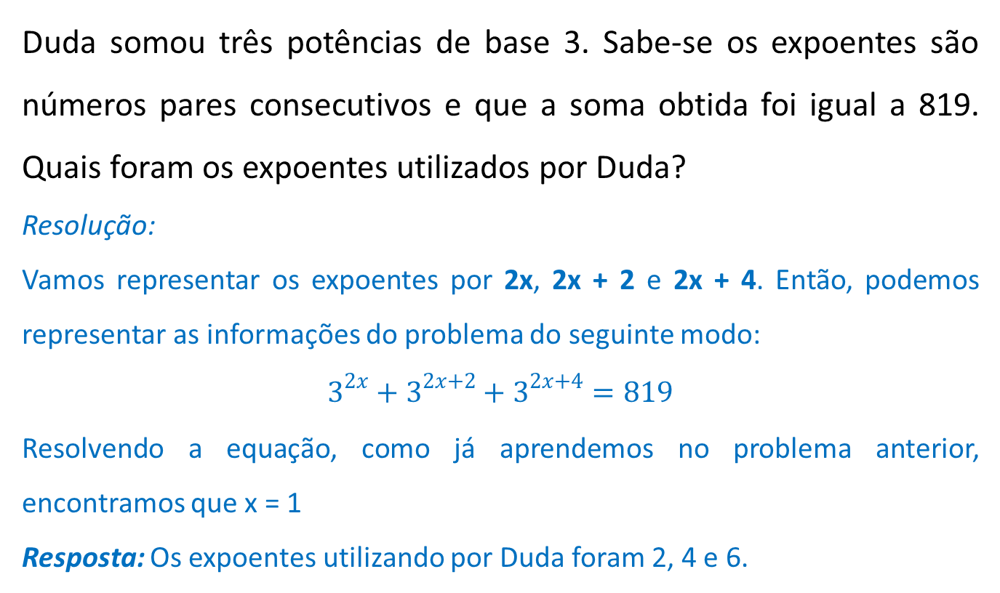 Duda somou três potências de base 3. Sabe-se os expoentes são
números pares consecutivos e que a soma obtida foi igual a 819.
Quais foram os expoentes utilizados por Duda?
Resolução:
Vamos representar os expoentes por 2x, 2x + 2 e 2x + 4. Então, podemos
representar as informações do problema do seguinte modo:
$3^{2x} + 3^{2x+2} + 3^{2x+4} = 819$
Resolvendo a equação, como já aprendemos no problema anterior,
encontramos que x = 1
Resposta: Os expoentes utilizando por Duda foram 2, 4 e 6.